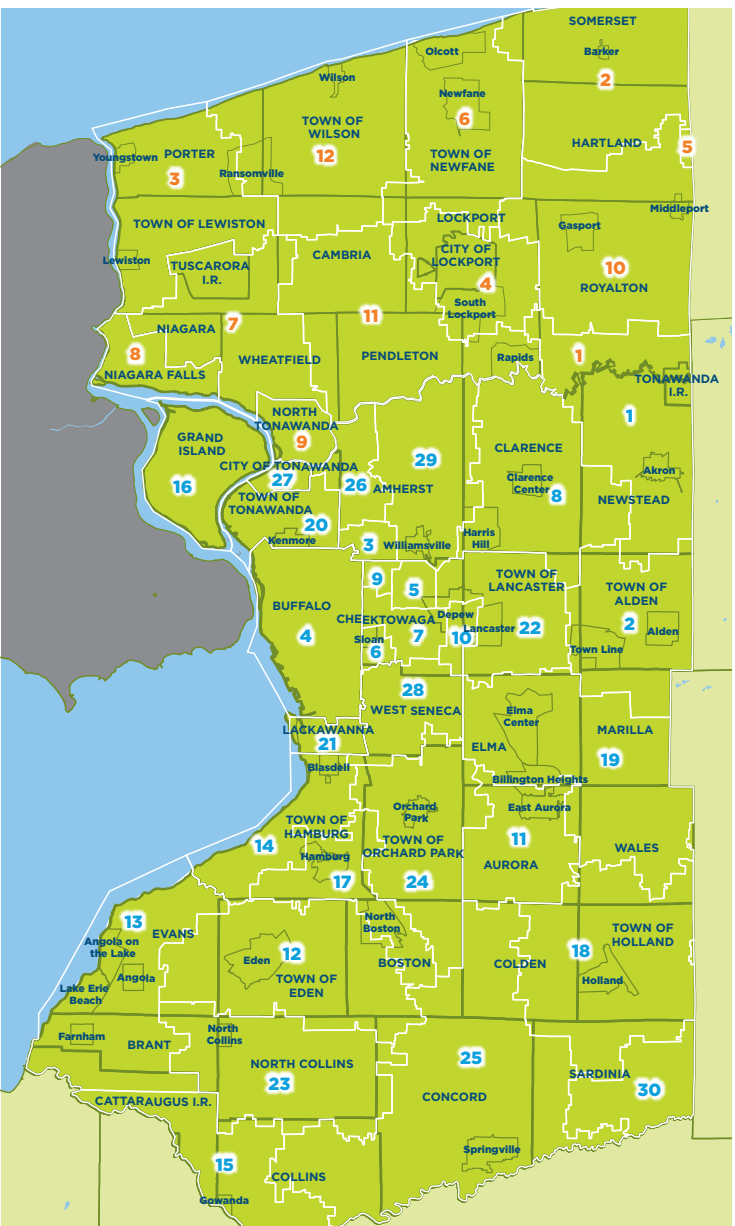 SOMERSET
Olcott
Barker
Wilson
2
Newfane
TOWN OF
WILSON
6
12
HARTLAND
5
Youngstown
PORTER
TOWN OF
NEWFANE
3
Ransomville
Middleport
TOWN OF LEWISTON
LOCKPORT
Gasport
Lewiston
CAMBRIA
CITY OF
LOCKPORT
TUSCARORA
I.R.
10
4
ROYALTON
South
Lockport
11
7
NIAGARA
8
WHEATFIELD
PENDLETON
Rapids
1
NIAGARA FALLS
TONAWANDA
I.R.
NORTH
TONAWANDA
1
9
GRAND
ISLAND
CLARENCE
29
CITY OF TONAWANDA
Akron
16
27
26
AMHERST
Clarence
Center
8
TOWN OF
TONAWANDA
NEWSTEAD
20
Kenmore
3
Williamsville
Harris
Hill
9
5
TOWN OF
LANCASTER
TOWN OF
ALDEN
BUFFALO
CHEEKTOWAGA
Depew
4
7
Lancaster
22
2
Alden
Sloan
6
10
Town Line
28
WEST SENECA
Elma
Center
LACKAWANNA
MARILLA
21
ELMA
19
Blasdell
Billington Heights
Orchard
Park
East Aurora
TOWN OF
HAMBURG
14
TOWN OF
ORCHARD PARK
11
WALES
Hamburg
AURORA
17
24
13
North
Boston
EVANS
TOWN OF
HOLLAND
Angola on
the Lake
12
18
Eden
BOSTON
COLDEN
Angola
TOWN OF
EDEN
Holland
Lake Erie
Beach
Farnham
North
Collins
BRANT
25
NORTH COLLINS
SARDINIA
23
30
CONCORD
CATTARAUGUS I.R.
Springville
15
COLLINS
Gowanda